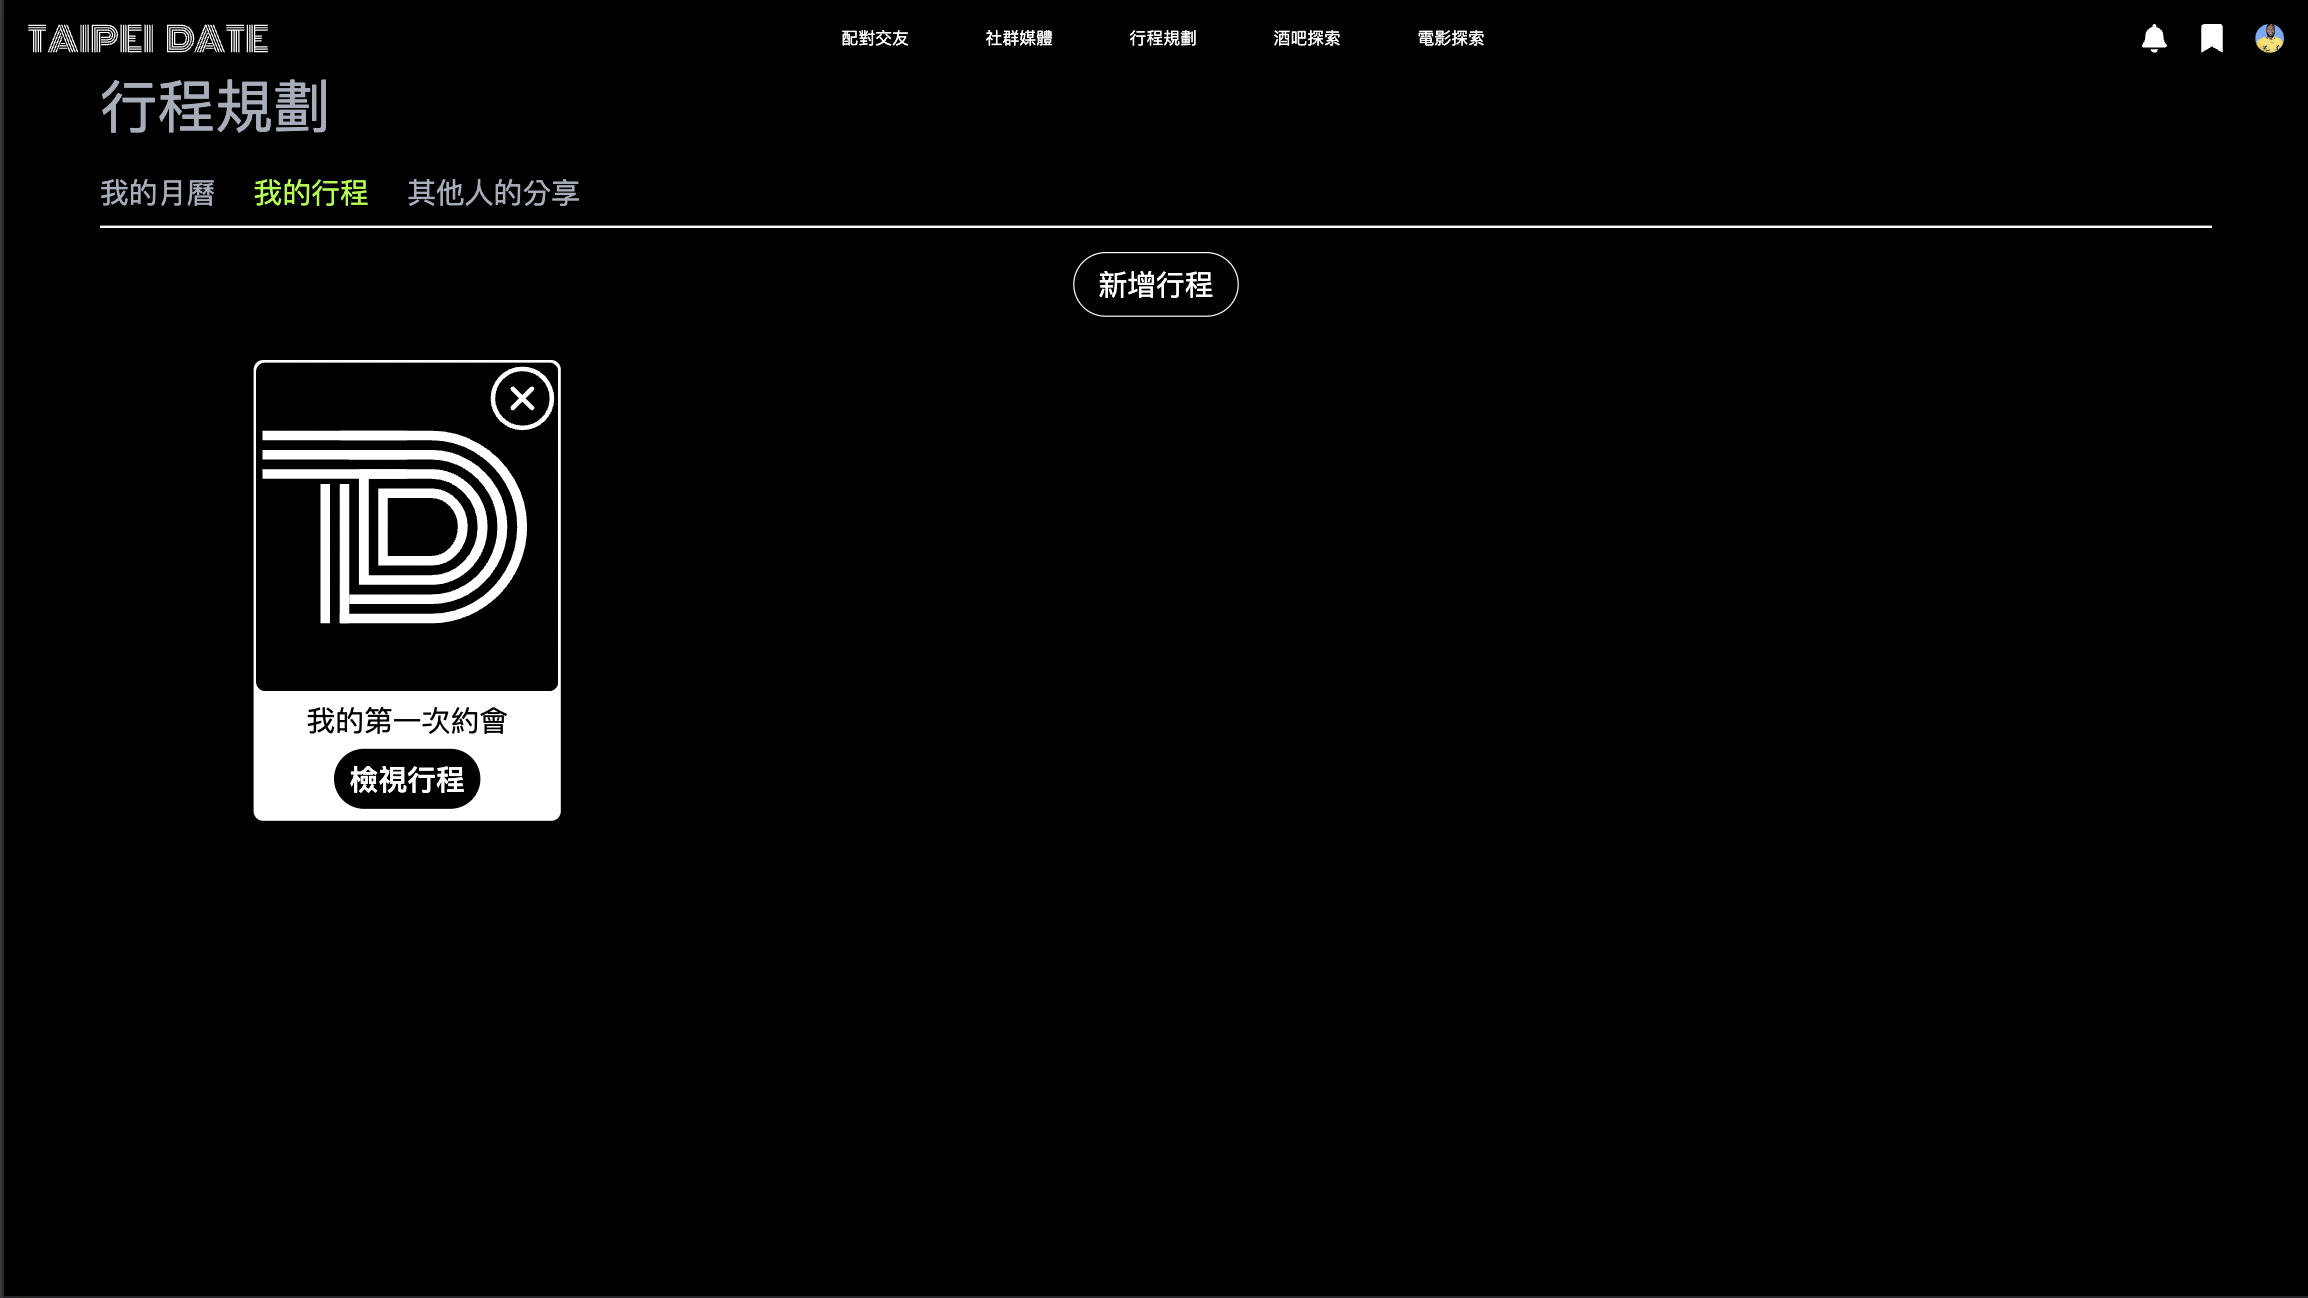 TAIPEI DATE
配對交友 社群媒體 行程規劃 酒吧探索 電影探索
行程規劃
我的月曆 我的行程 其他人的分享
新增行程
TD
我的第一次約會
檢視行程